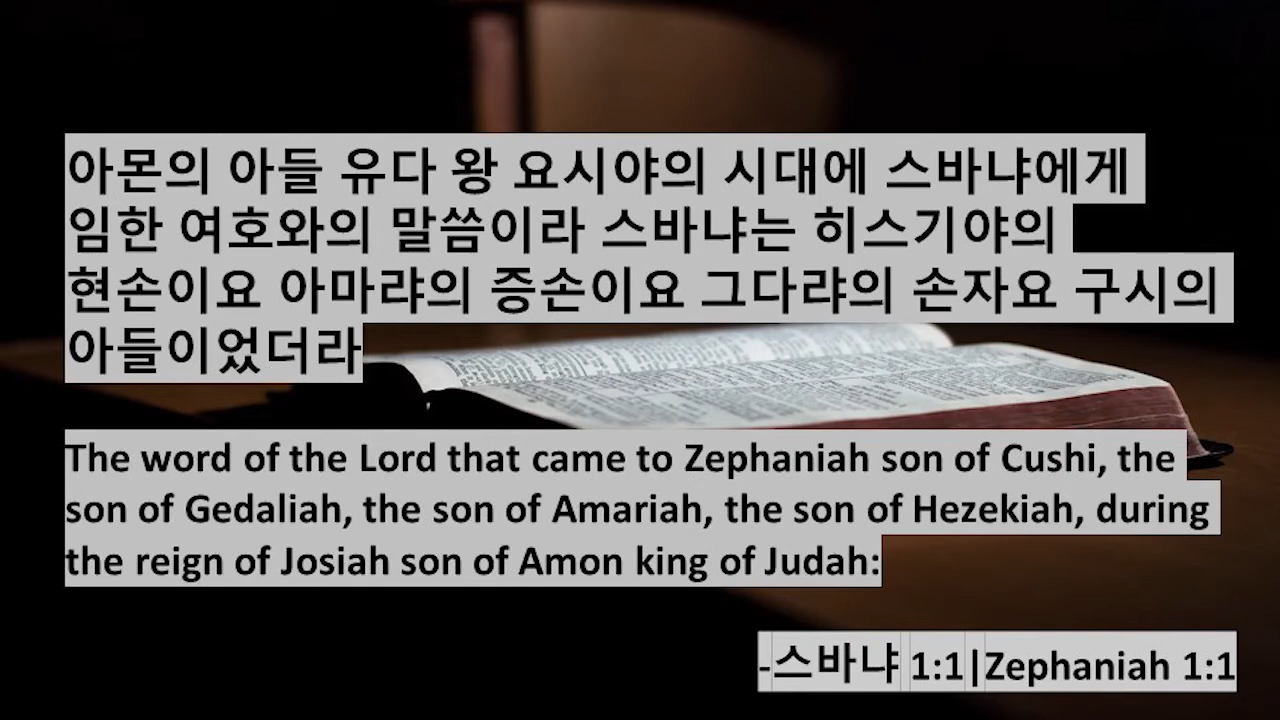 아몬의 아들 유다 왕 요시야의 시대에 스바냐에게
임한 여호와의 말씀이라 스바냐는 히스기야의
현손이요 아마랴의 증손이요 그다랴의 손자요 구시의
아들이었더라
The word of the Lord that came to Zephaniah son of Cushi, the
son of Gedaliah, the son of Amariah, the son of Hezekiah, during
the reign of Josiah son of Amon king of Judah:
-스바냐 1:1|Zephaniah 1:1